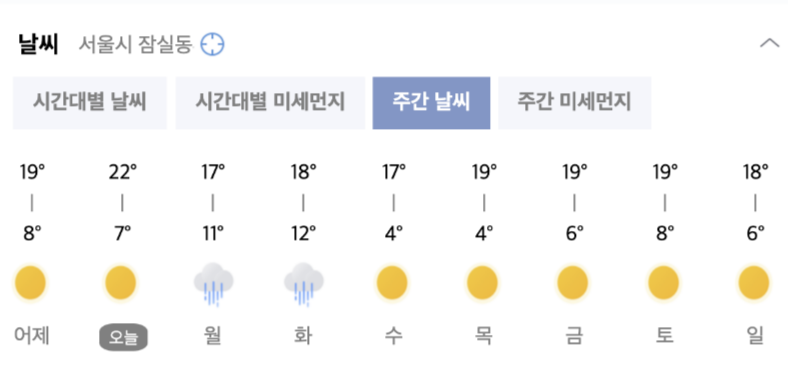 날씨 서울시 잠실동
시간대별 날씨 시간대별 미세먼지 주간 날씨 주간 미세먼지
19° 22° 17° 18° 17° 19° 19° 19° 18°
8° 7° 11° 12° 4° 4° 6° 8° 6°
어제 오늘 월 화 수 목 금 토 일